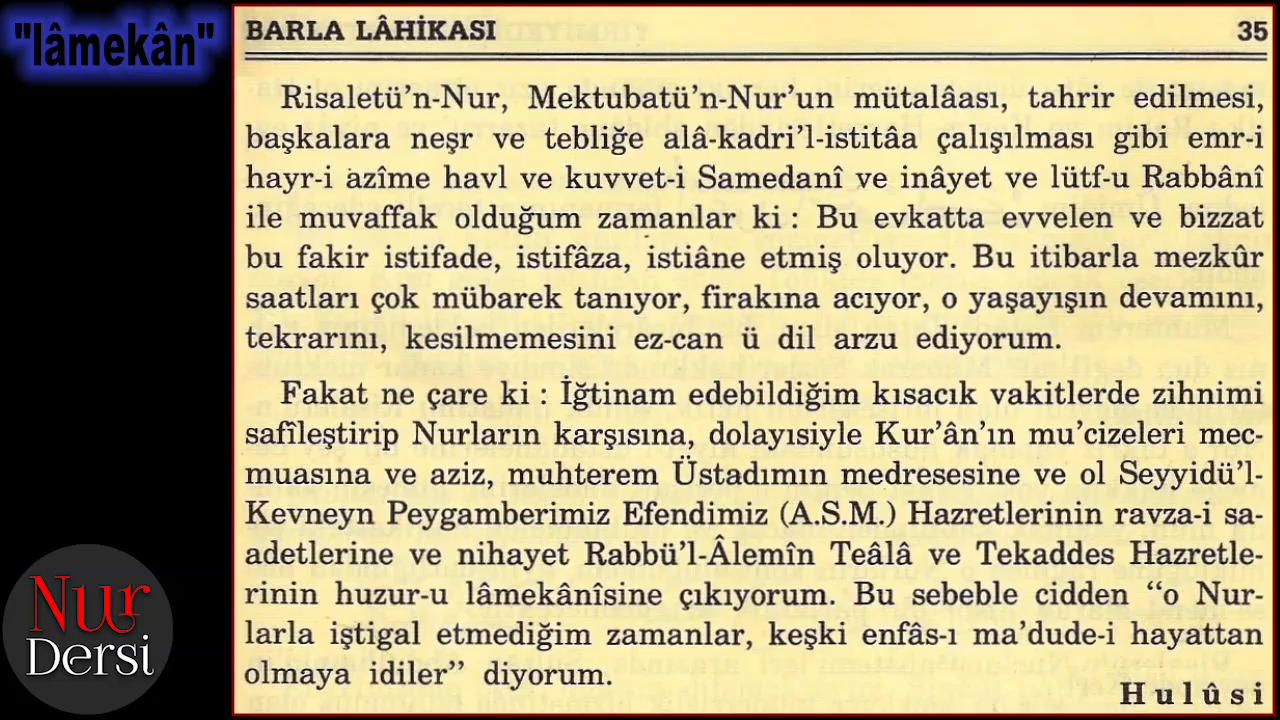 "lâmekân"
BARLA LÂHİKASI 35
Risaletü’n-Nur, Mektubatü’n-Nur’un mütalâası, tahrir edilmesi,
başkalara neşr ve tebliğe alâ-kadri’l-istitâa çalışılması gibi emr-i
hayr-i azîme havl ve kuvvet-i Samedanî ve inâyet ve lütf-u Rabbânî
ile muvaffak olduğum zamanlar ki : Bu evkatta evvelen ve bizzat
bu fakir istifade, istifâza, istiâne etmiş oluyor. Bu itibarla mezkûr
saatları çok mübarek tanıyor, firakına acıyor, o yaşayışın devamını,
tekrarını, kesilmemesini ez-can ü dil arzu ediyorum.
Fakat ne çare ki : İğtinam edebildiğim kısacık vakitlerde zihnimi
safîleştirip Nurların karşısına, dolayısiyle Kur’ân’ın mu’cizeleri mec-
muasına ve aziz, muhterem Üstadımın medresesine ve ol Seyyidü’l-
Kevneyn Peygamberimiz Efendimiz (A.S.M.) Hazretlerinin ravza-i sa-
adetlerine ve nihayet Rabbü’l-Âlemîn Teâlâ ve Tekaddes Hazretle-
rinin huzur-u lâmekânîsine çıkıyorum. Bu sebeble cidden “o Nur-
larla iştigal etmediğim zamanlar, keşki enfâs-ı ma’dude-i hayattan
olmaya idiler” diyorum.
Hulûsi
Nur
Dersi